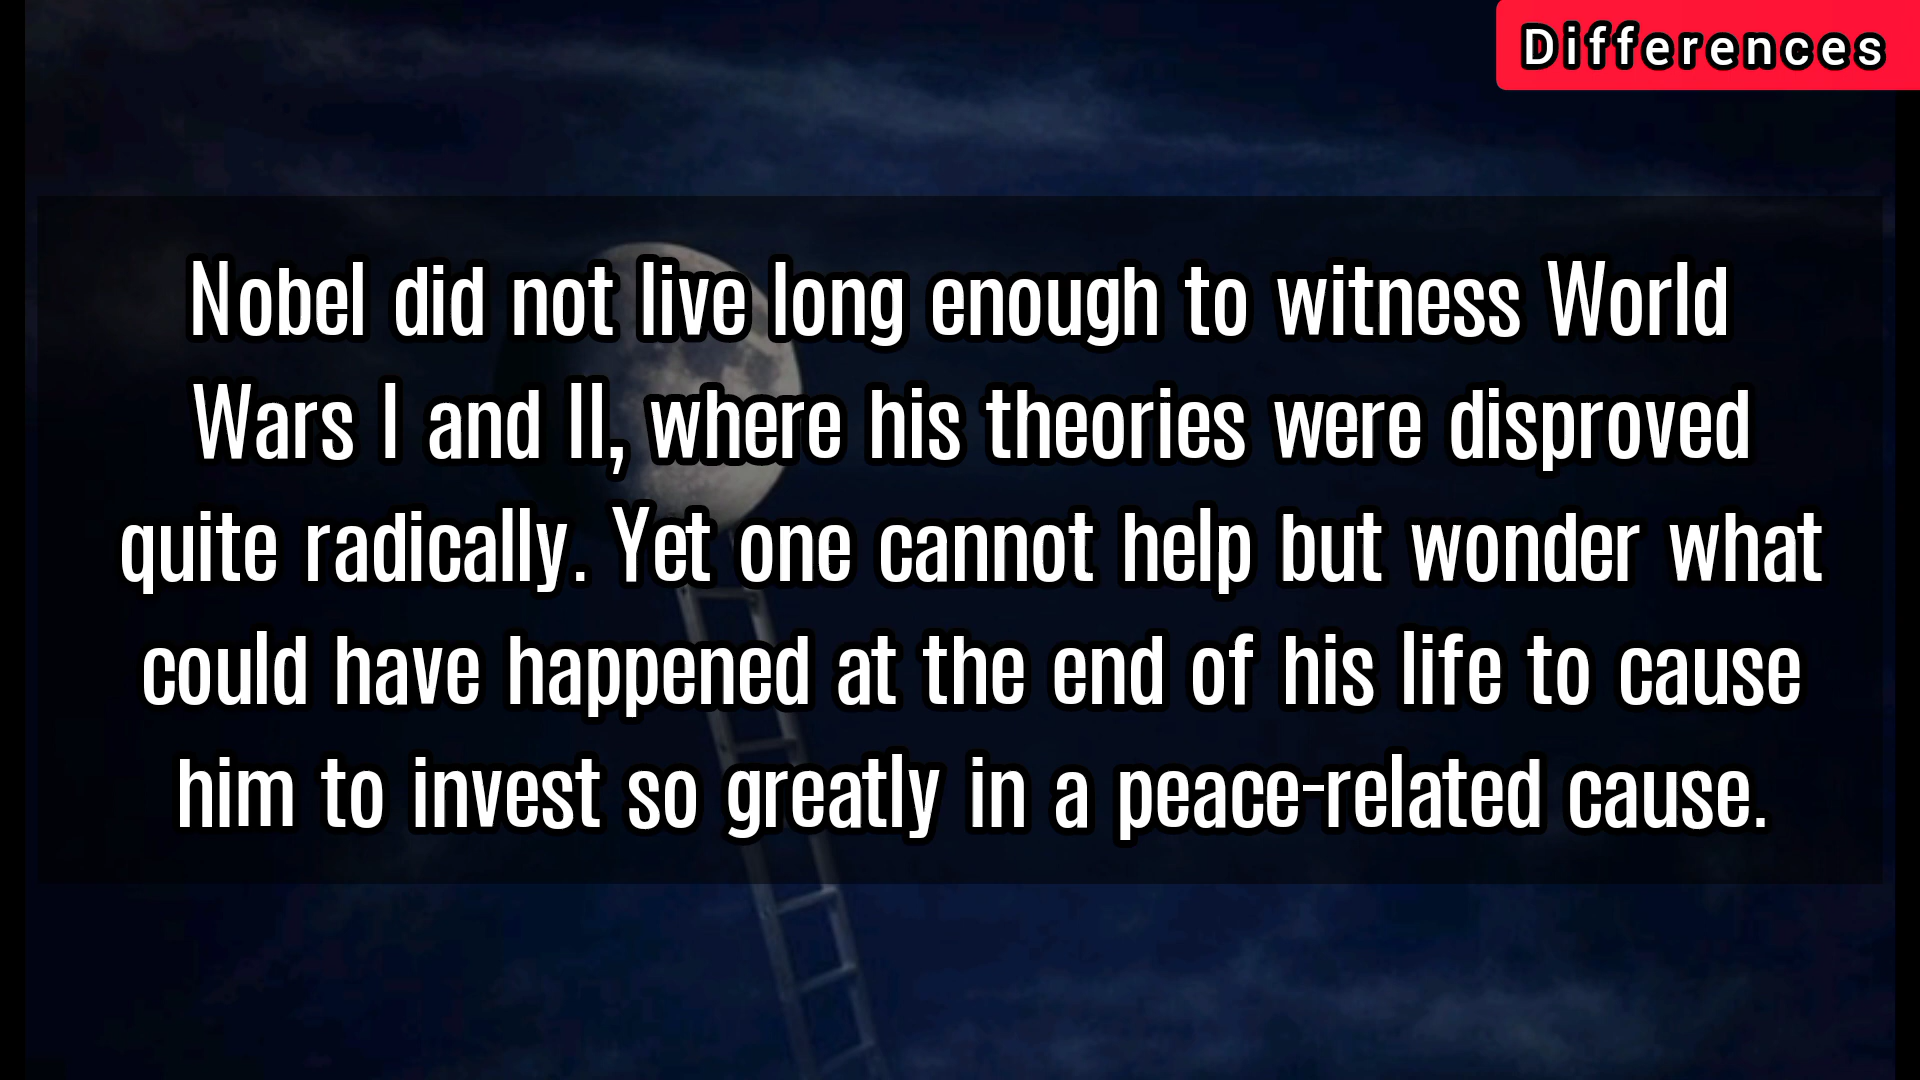 Differences
Nobel did not live long enough to witness World
Wars I and II, where his theories were disproved
quite radically. Yet one cannot help but wonder what
could have happened at the end of his life to cause
him to invest so greatly in a peace-related cause.